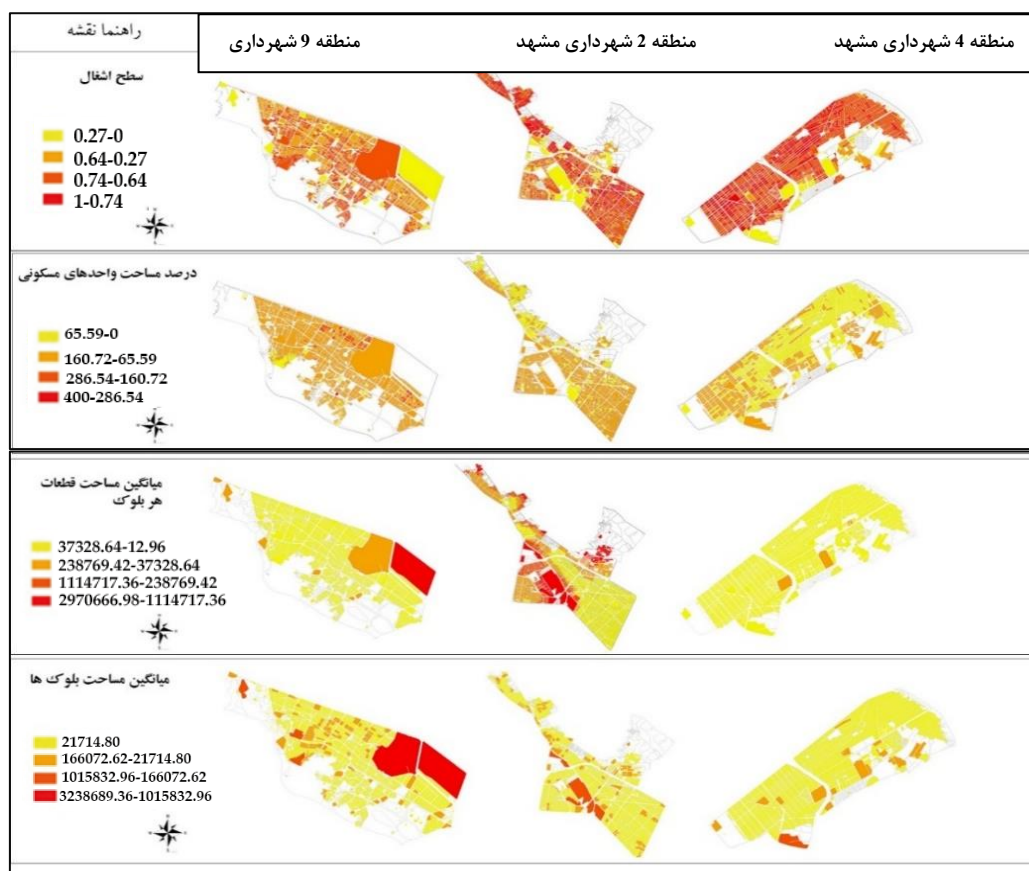 راهنما نقشه
منطقه 9 شهرداری
منطقه 2 شهرداری مشهد
منطقه 4 شهرداری مشهد
سطح اشغال
0.27-0
0.64-0.27
0.74-0.64
1-0.74
درصد مساحت واحدهای مسکونی
65.59-0
160.72-65.59
286.54-160.72
400-286.54
میانگین مساحت قطعات
هر بلوک
37328.64-12.96
238769.42-37328.64
1114717.36-238769.42
2970666.98-1114717.36
میانگین مساحت بلوک ها
21714.80
166072.62-21714.80
1015832.96-166072.62
3238689.36-1015832.96